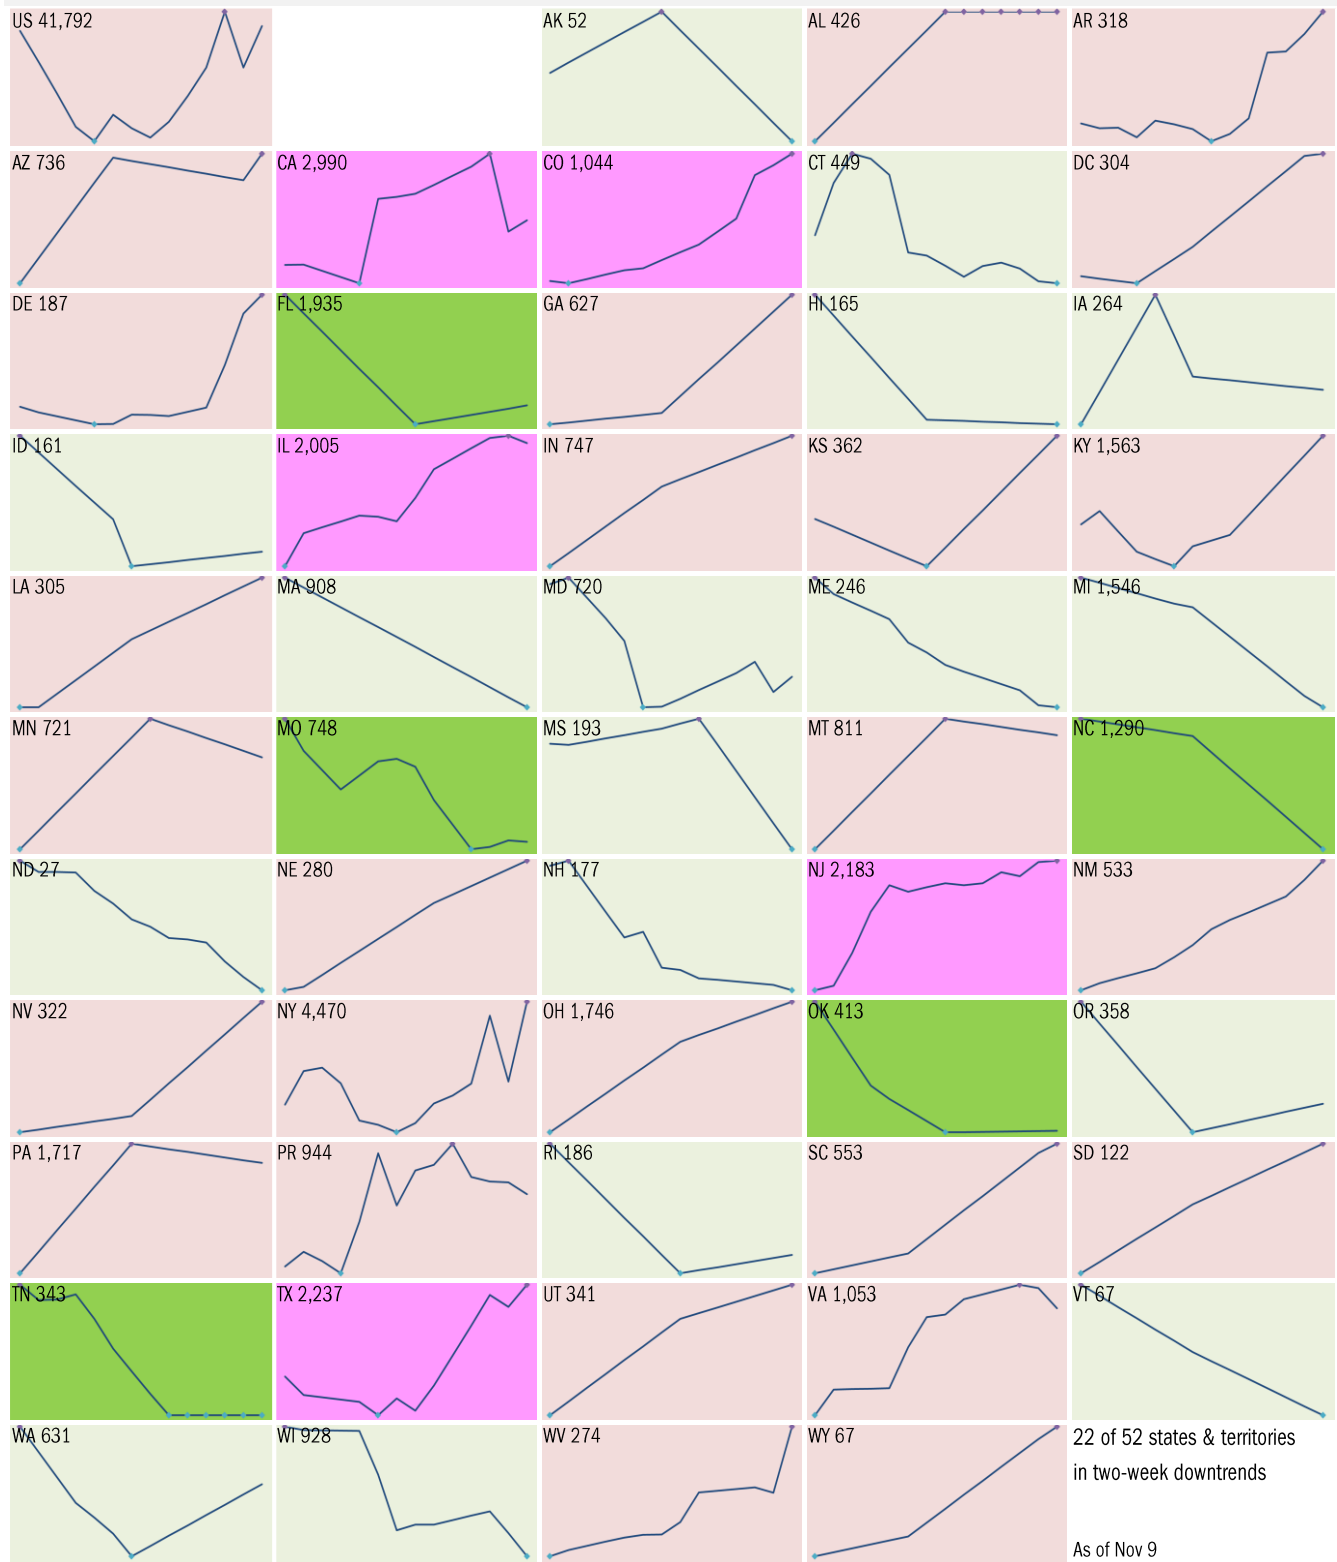 US 41,792
AK 52
AL 426
AR 318
AZ 736
CA 2,990
CO 1,044
CT 449
DC 304
DE 187
FL 1,935
GA 627
HI 165
IA 264
ID 161
IL 2,005
IN 747
KS 362
KY 1,563
LA 305
MA 908
MD 720
ME 246
MI 1,546
MN 721
MO 748
MS 193
MT 811
NC 1,290
ND 27
NE 280
NH 177
NJ 2,183
NM 533
NV 322
NY 4,470
OH 1,746
OK 413
OR 358
PA 1,717
PR 944
RI 186
SC 553
SD 122
TN 343
TX 2,237
UT 341
VA 1,053
VT 67
WA 631
WI 928
WV 274
WY 67
22 of 52 states & territories
in two-week downtrends
As of Nov 9